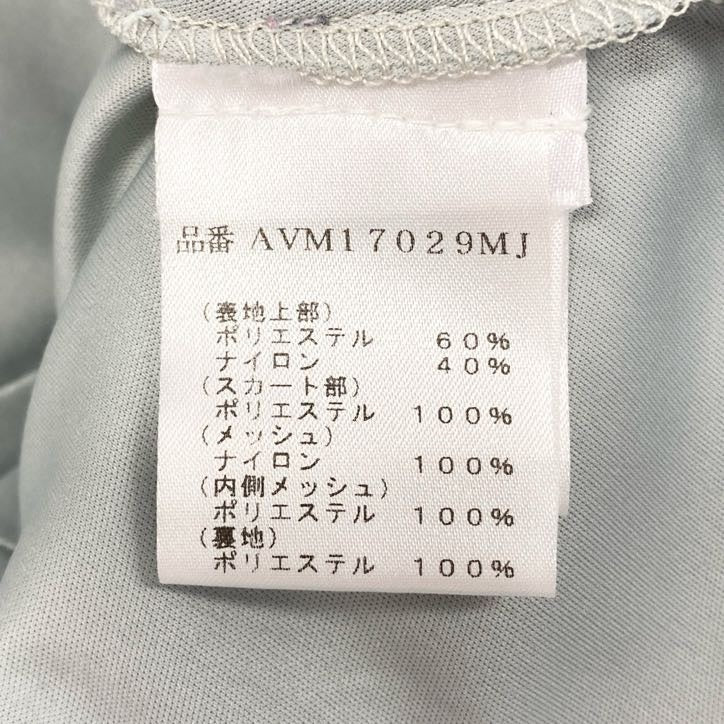 品番 AVM17029MJ
(表地上部)
ポリエステル 60%
ナイロン 40%
(スカート部)
ポリエステル 100%
(メッシュ)
ナイロン 100%
(内側メッシュ)
ポリエステル 100%
(裏地)
ポリエステル 100%